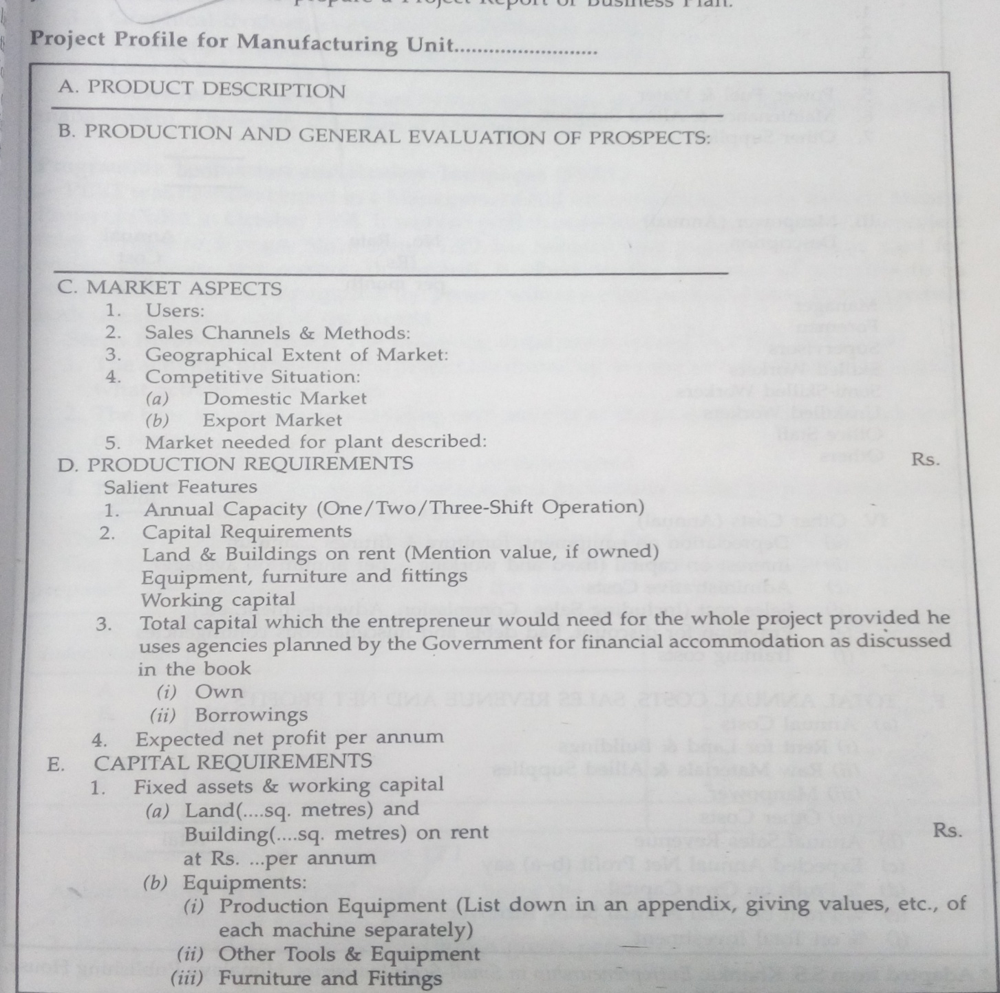 prepare a Project Report or Business Plan.
Project Profile for Manufacturing Unit.........................
A. PRODUCT DESCRIPTION
B. PRODUCTION AND GENERAL EVALUATION OF PROSPECTS:
C. MARKET ASPECTS
1. Users:
2. Sales Channels & Methods:
3. Geographical Extent of Market:
4. Competitive Situation:
(a) Domestic Market
(b) Export Market
5. Market needed for plant described:
D. PRODUCTION REQUIREMENTS Rs.
Salient Features
1. Annual Capacity (One/Two/Three-Shift Operation)
2. Capital Requirements
Land & Buildings on rent (Mention value, if owned)
Equipment, furniture and fittings
Working capital
3. Total capital which the entrepreneur would need for the whole project provided he
uses agencies planned by the Government for financial accommodation as discussed
in the book
(i) Own
(ii) Borrowings
4. Expected net profit per annum
E. CAPITAL REQUIREMENTS
1. Fixed assets & working capital
(a) Land(....sq. metres) and
Building(....sq. metres) on rent Rs.
at Rs. ...per annum
(b) Equipments:
(i) Production Equipment (List down in an appendix, giving values, etc., of
each machine separately)
(ii) Other Tools & Equipment
(iii) Furniture and Fittings